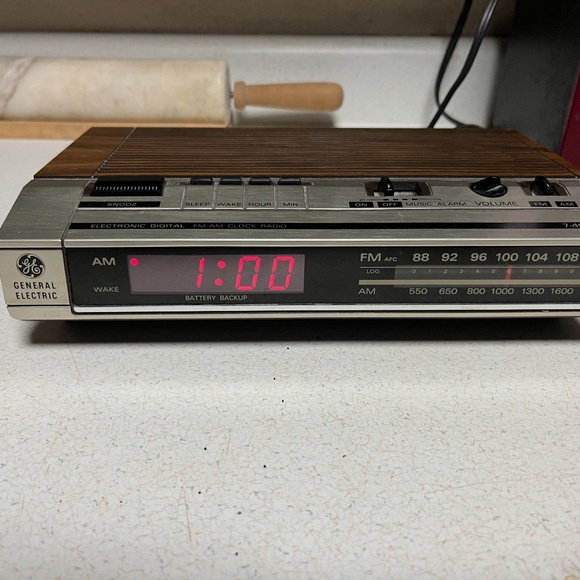 SNOOZ
SLEEP WAKE HOUR MIN
ON OFF MUSIC ALARM VOLUME FM AM
ELECTRONIC DIGITAL FM-AM CLOCK RADIO
GE
GENERAL
ELECTRIC
AM
1:00
WAKE
BATTERY BACKUP
FM AFC 88 92 96 100 104 108
LOG 0 1 2 3 4 5 6 7 8 9
AM 550 650 800 1000 1300 1600